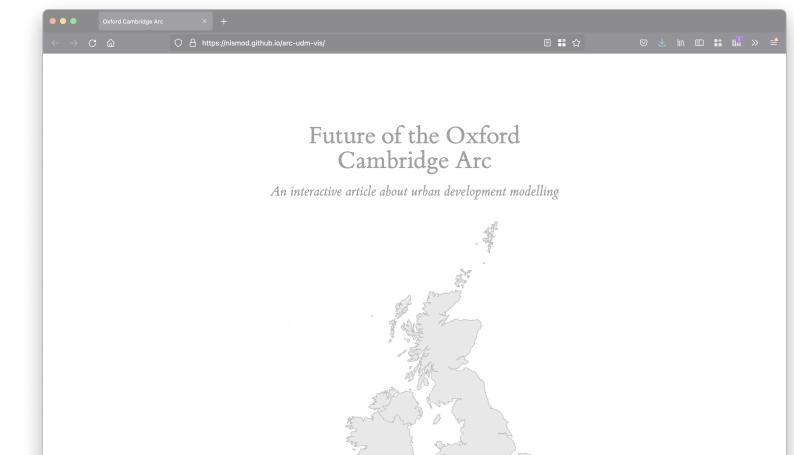 Oxford Cambridge Arc
https://nismod.github.io/arc-udm-vis/
Future of the Oxford
Cambridge Arc
An interactive article about urban development modelling